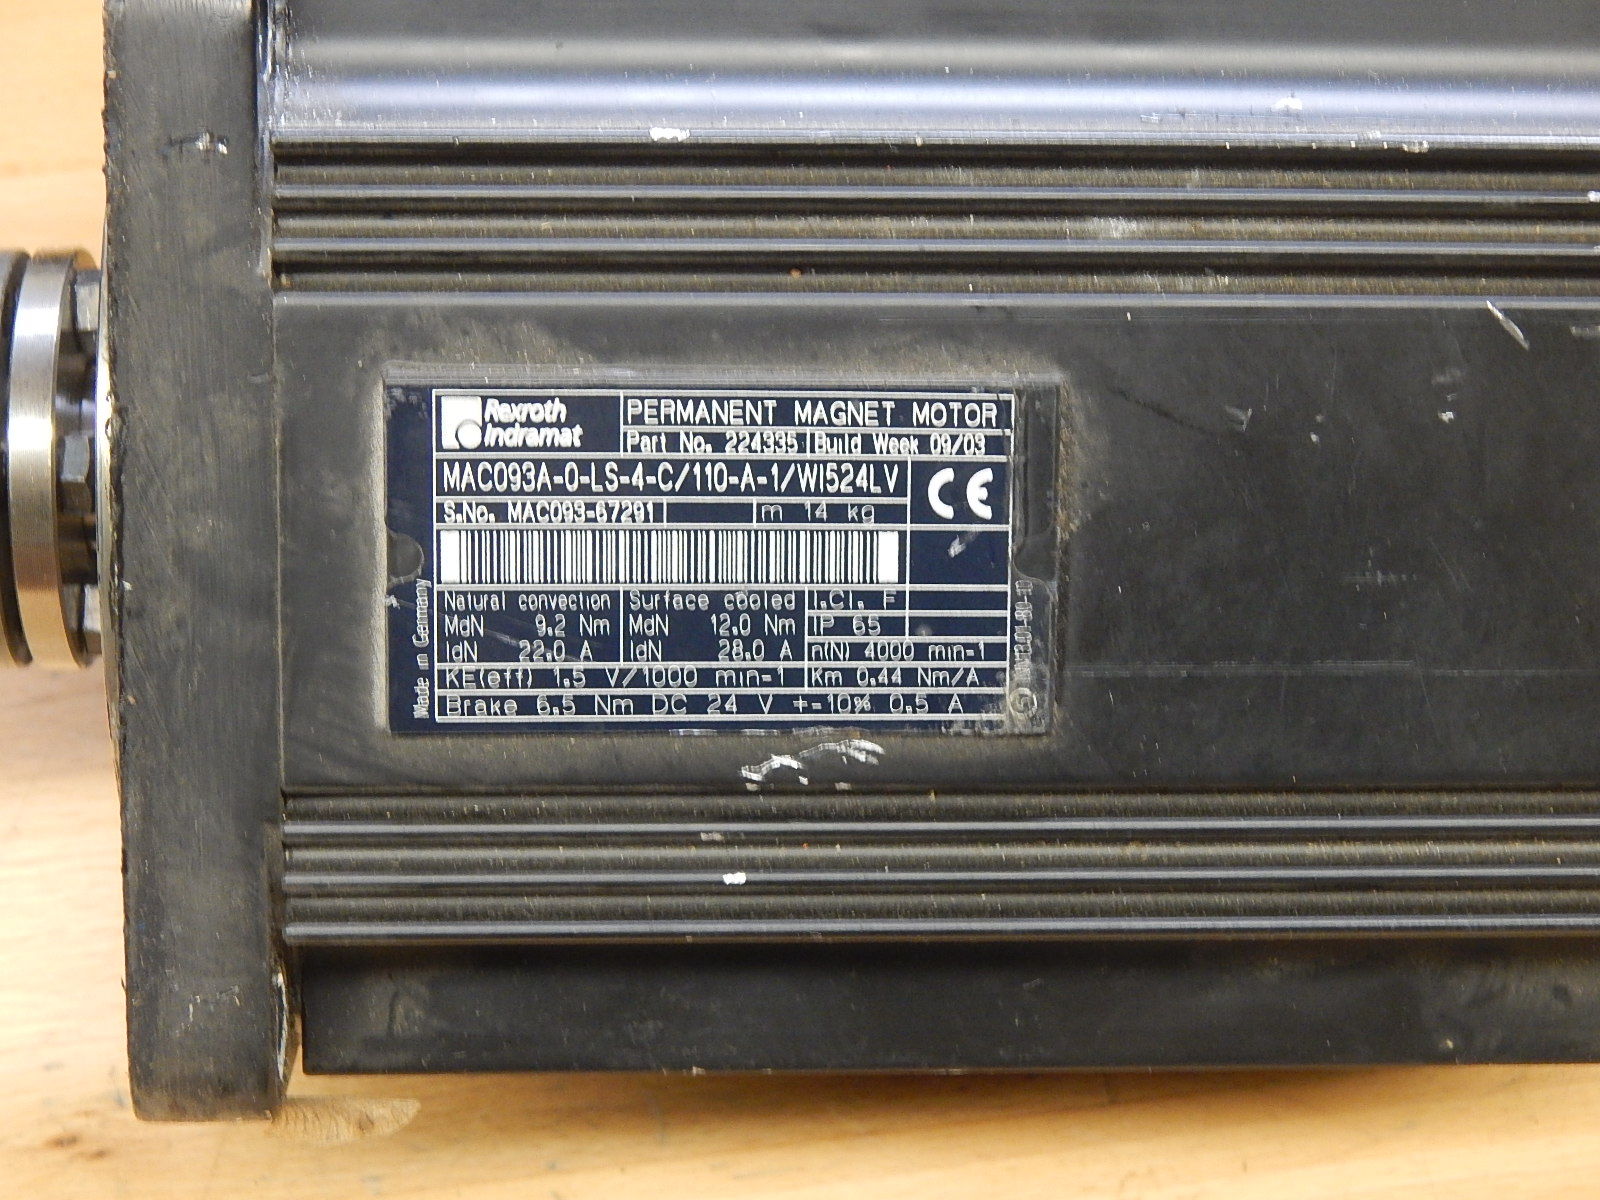 Rexroth
Indramat
PERMANENT MAGNET MOTOR
Part No. 224335 Build Week 09/03
MAC093A-0-LS-4-C/110-A-1/WI524LV
CE
S.No. MAC093-67291 m 14 kg
Natural convection Surface cooled I.Cl. F
MdN 9.2 Nm MdN 12.0 Nm IP 65
IdN 22.0 A IdN 28.0 A n(N) 4000 min-1
KE(eff) 1.5 V/1000 min-1 Km 0.44 Nm/A
Brake 6.5 Nm DC 24 V +-10% 0.5 A
Made in Germany